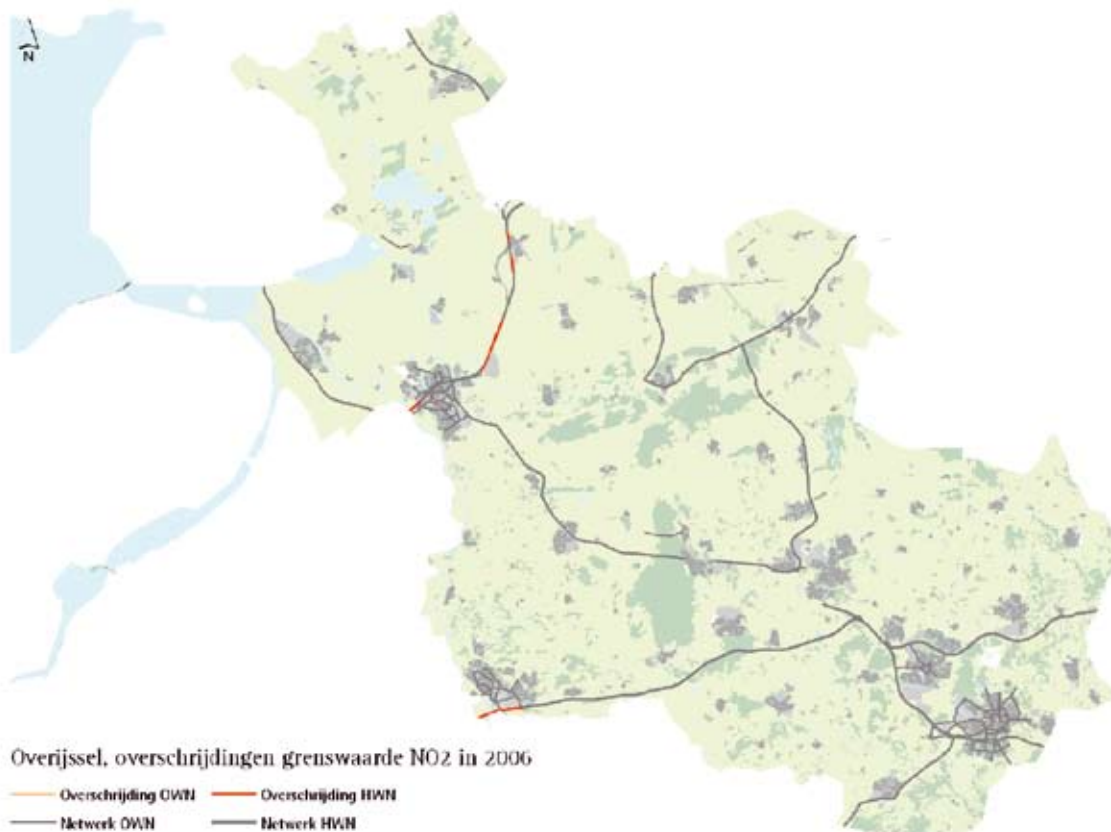 N
Overijssel, overschrijdingen grenswaarde NO2 in 2006
Overschrijding OWN Overschrijding HWN
Netwerk OWN Netwerk HWN